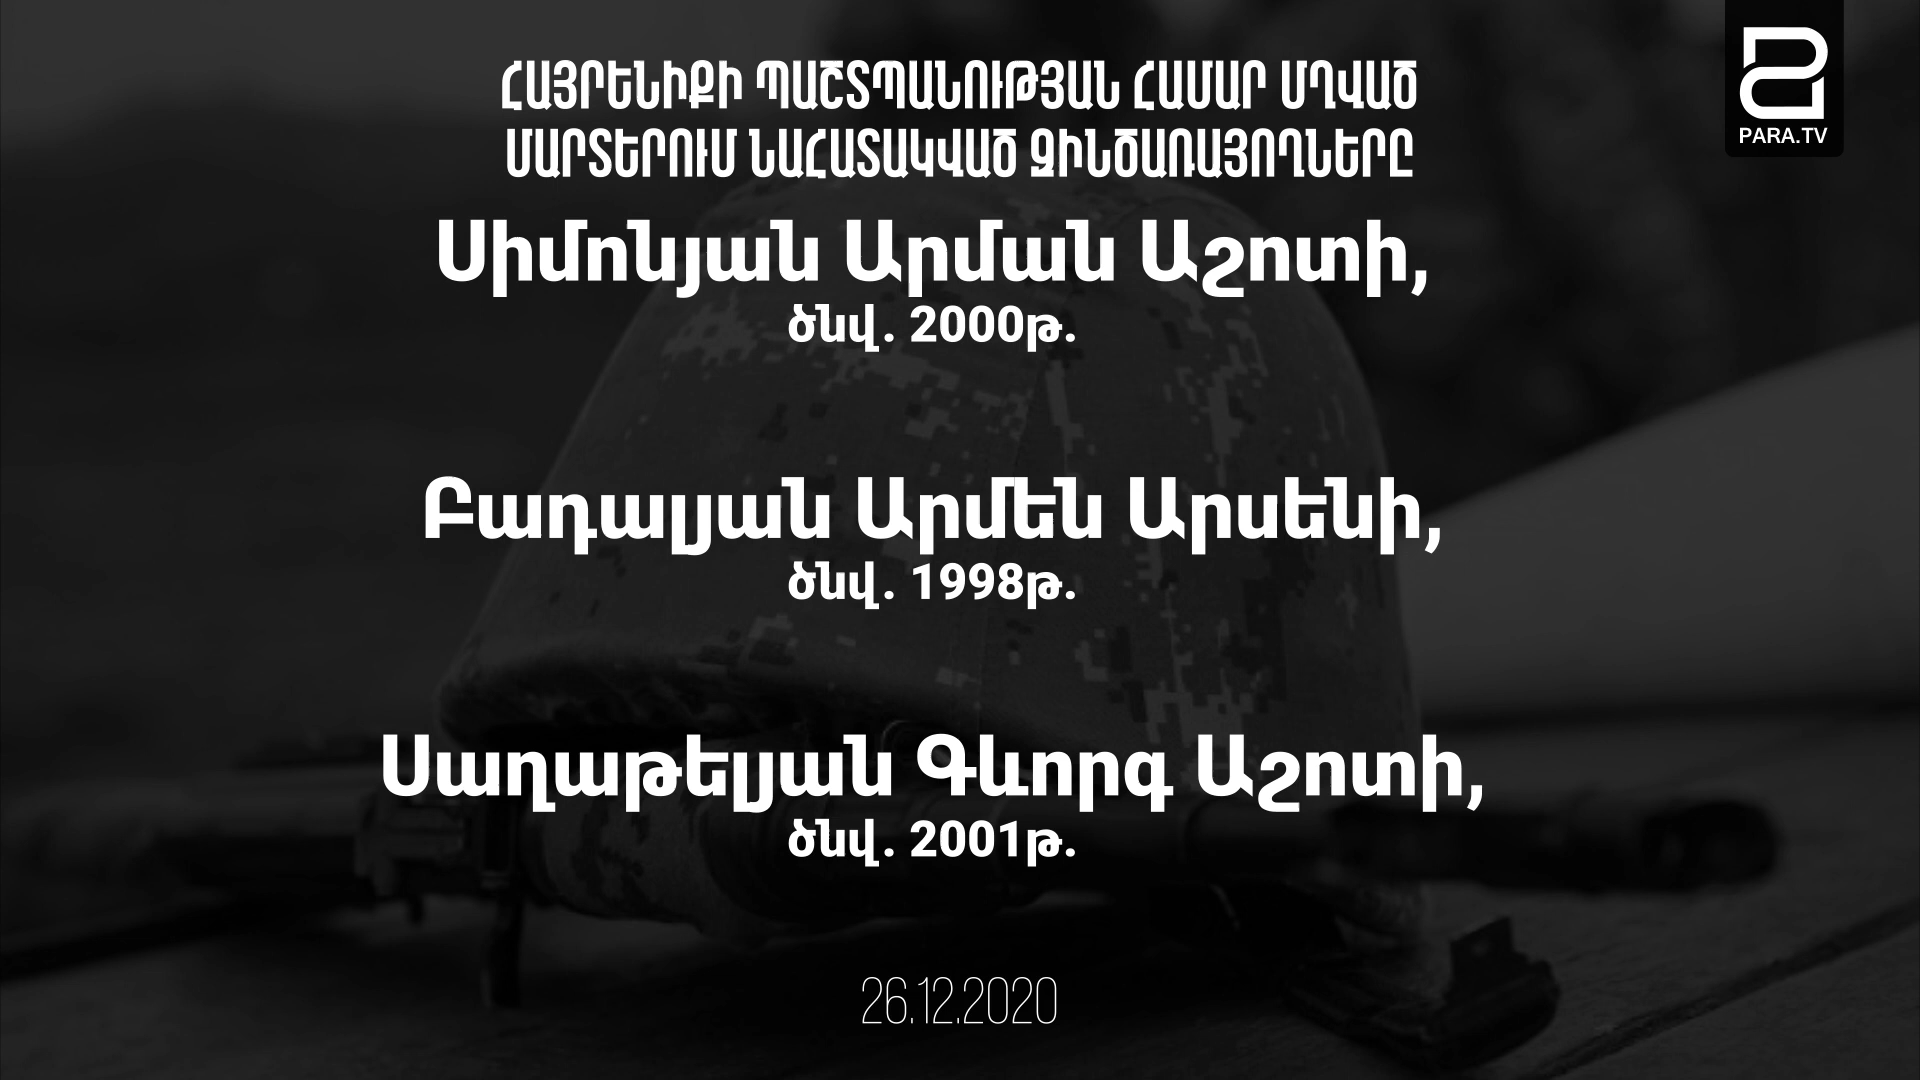 ՀԱՅՐԵՆԻՔԻ ՊԱՇՏՊԱՆՈՒԹՅԱՆ ՀԱՄԱՐ ՄՂՎԱԾ
ՄԱՐՏԵՐՈՒՄ ՆԱՀԱՏԱԿՎԱԾ ԶԻՆԾԱՌԱՅՈՂՆԵՐԸ
PARA.TV
Սիմոնյան Արման Աշոտի,
ծնվ. 2000թ.
Բադալյան Արմեն Արսենի,
ծնվ. 1998թ.
Սաղաթելյան Գևորգ Աշոտի,
ծնվ. 2001թ.
26.12.2020